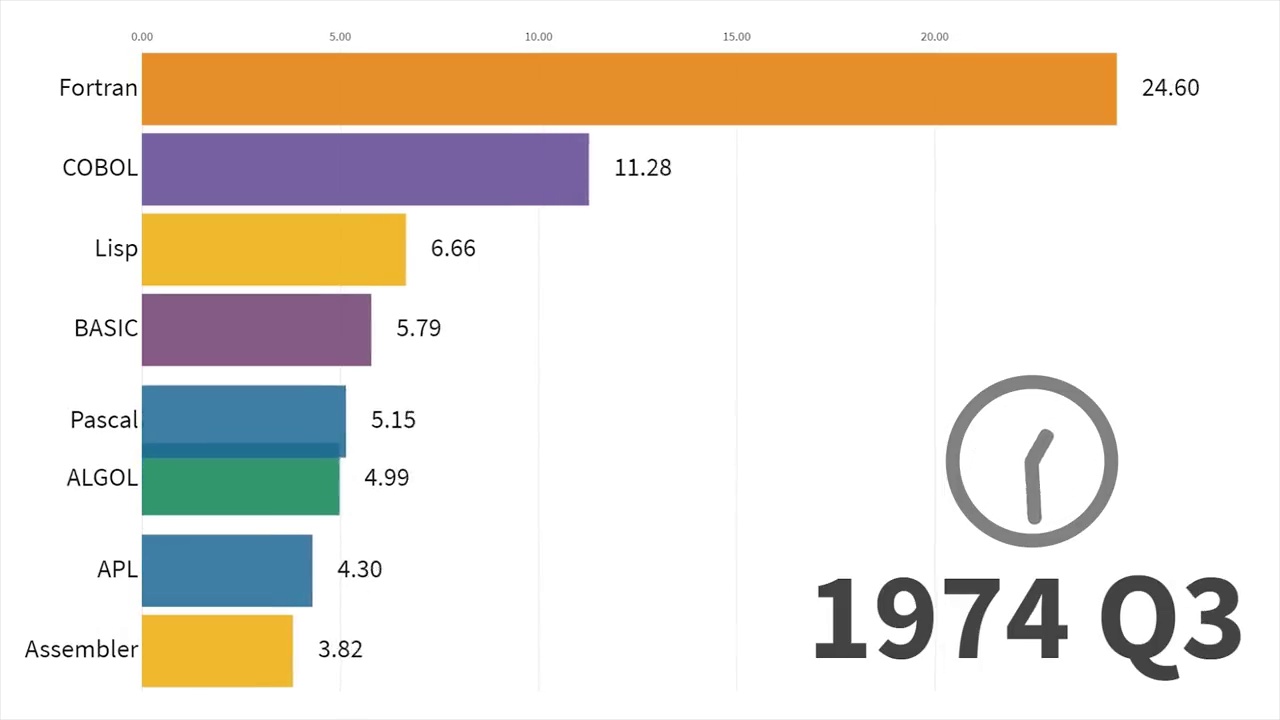 0.00 5.00 10.00 15.00 20.00
Fortran 24.60
COBOL 11.28
Lisp 6.66
BASIC 5.79
Pascal 5.15
ALGOL 4.99
APL 4.30
Assembler 3.82
1974 Q3